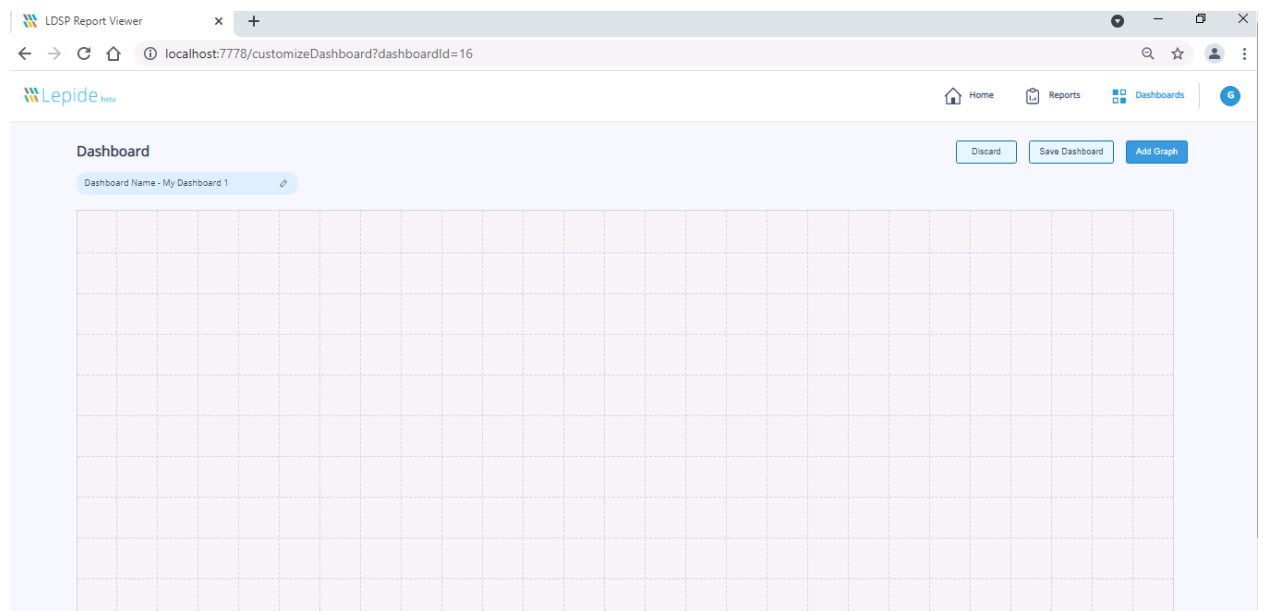 LDSP Report Viewer
localhost:7778/customizeDashboard?dashboardId=16
Lepide beta
Home
Reports
Dashboards
G
Dashboard
Discard
Save Dashboard
Add Graph
Dashboard Name - My Dashboard 1